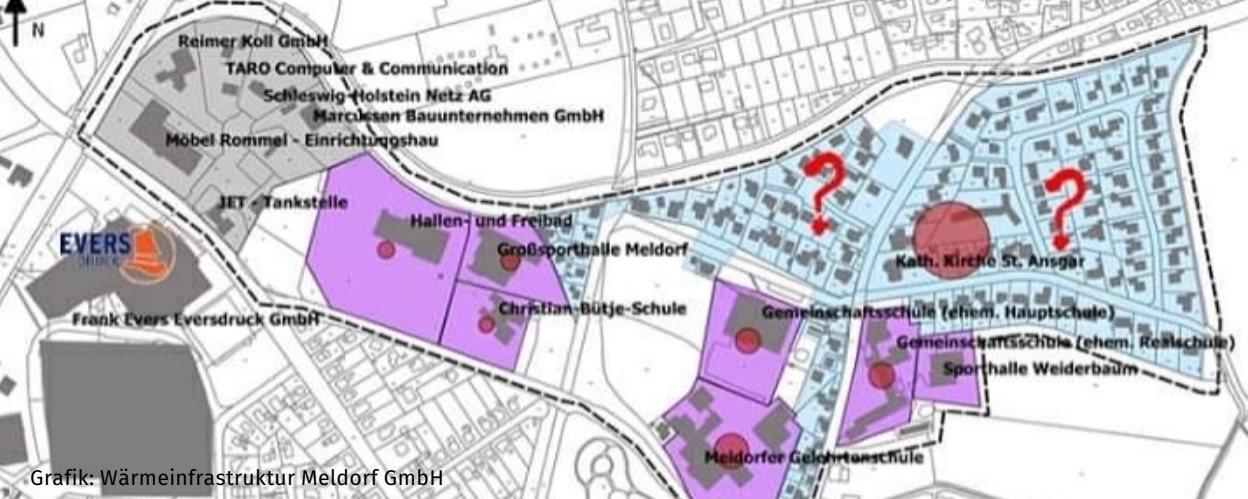 N
Reimer Koll GmbH
TARO Computer & Communication
Schleswig-Holstein Netz AG
Marcussen Bauunternehmen GmbH
Möbel Rommel - Einrichtungshau
JET - Tankstelle
Hallen- und Freibad
EVERS
DRUCK
Großsporthalle Meldorf
?
?
Kath. Kirche St. Ansgar
Christian-Bütje-Schule
Gemeinschaftsschule (ehem. Hauptschule)
Frank Evers Eversdruck GmbH
Gemeinschaftsschule (ehem. Realschule)
Sporthalle Weiderbaum
Meldorfer Gelehrtenschule
Grafik: Wärmeinfrastruktur Meldorf GmbH